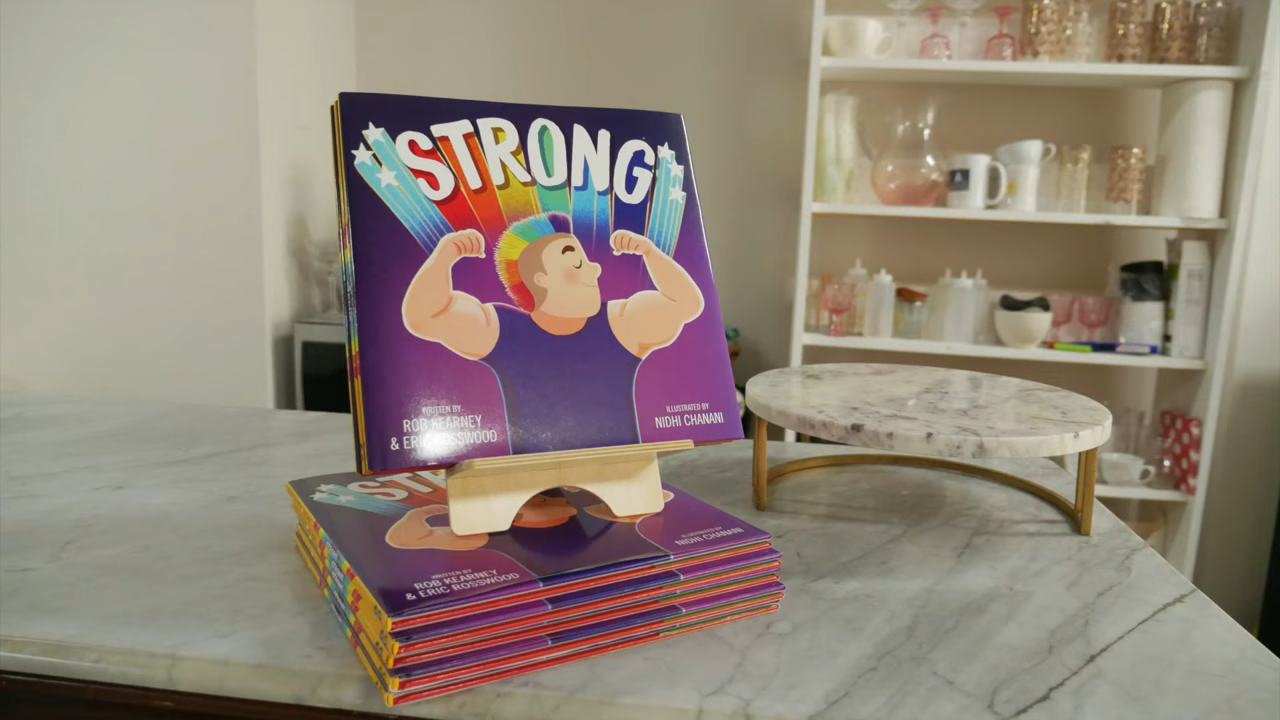 STRONG
WRITTEN BY
ROB KEARNEY
& ERIC ROSSWOOD
ILLUSTRATED BY
NIDHI CHANANI
STRO
WRITTEN BY
ROB KEARNEY
& ERIC ROSSWOOD
ILLUSTRATED BY
NIDHI CHANANI